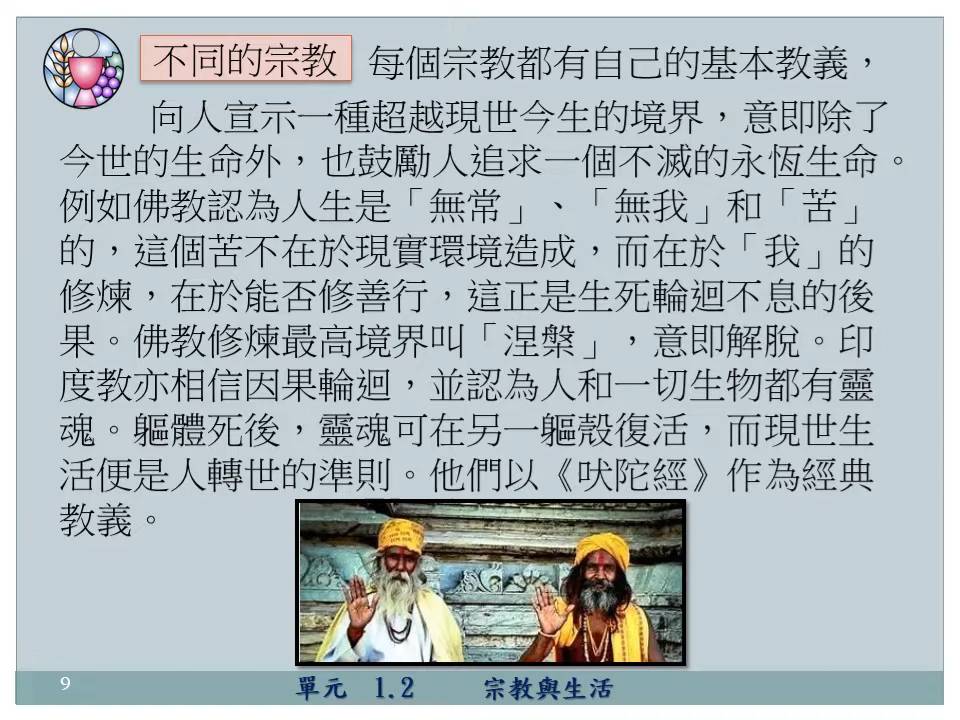 不同的宗教 每個宗教都有自己的基本教義，
向人宣示一種超越現世今生的境界，意即除了
今世的生命外，也鼓勵人追求一個不滅的永恆生命。
例如佛教認為人生是「無常」、「無我」和「苦」
的，這個苦不在於現實環境造成，而在於「我」的
修煉，在於能否修善行，這正是生死輪迴不息的後
果。佛教修煉最高境界叫「涅槃」，意即解脫。印
度教亦相信因果輪迴，並認為人和一切生物都有靈
魂。軀體死後，靈魂可在另一軀殼復活，而現世生
活便是人轉世的準則。他們以《吠陀經》作為經典
教義。
9
單元 1.2 宗教與生活